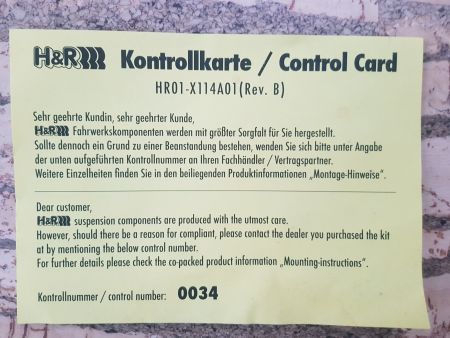 H&R Kontrollkarte / Control Card
HR01-X114A01(Rev. B)
Sehr geehrte Kundin, sehr geehrter Kunde,
H&R Fahrwerkskomponenten werden mit größter Sorgfalt für Sie hergestellt.
Sollte dennoch ein Grund zu einer Beanstandung bestehen, wenden Sie sich bitte unter Angabe
der unten aufgeführten Kontrollnummer an Ihren Fachhändler / Vertragspartner.
Weitere Einzelheiten finden Sie in den beiliegenden Produktinformationen „Montage-Hinweise".
Dear customer,
H&R suspension components are produced with the utmost care.
However, should there be a reason for compliant, please contact the dealer you purchased the kit
at by mentioning the below control number.
For further details please check the co-packed product information „Mounting-instructions".
Kontrollnummer / control number: 0034